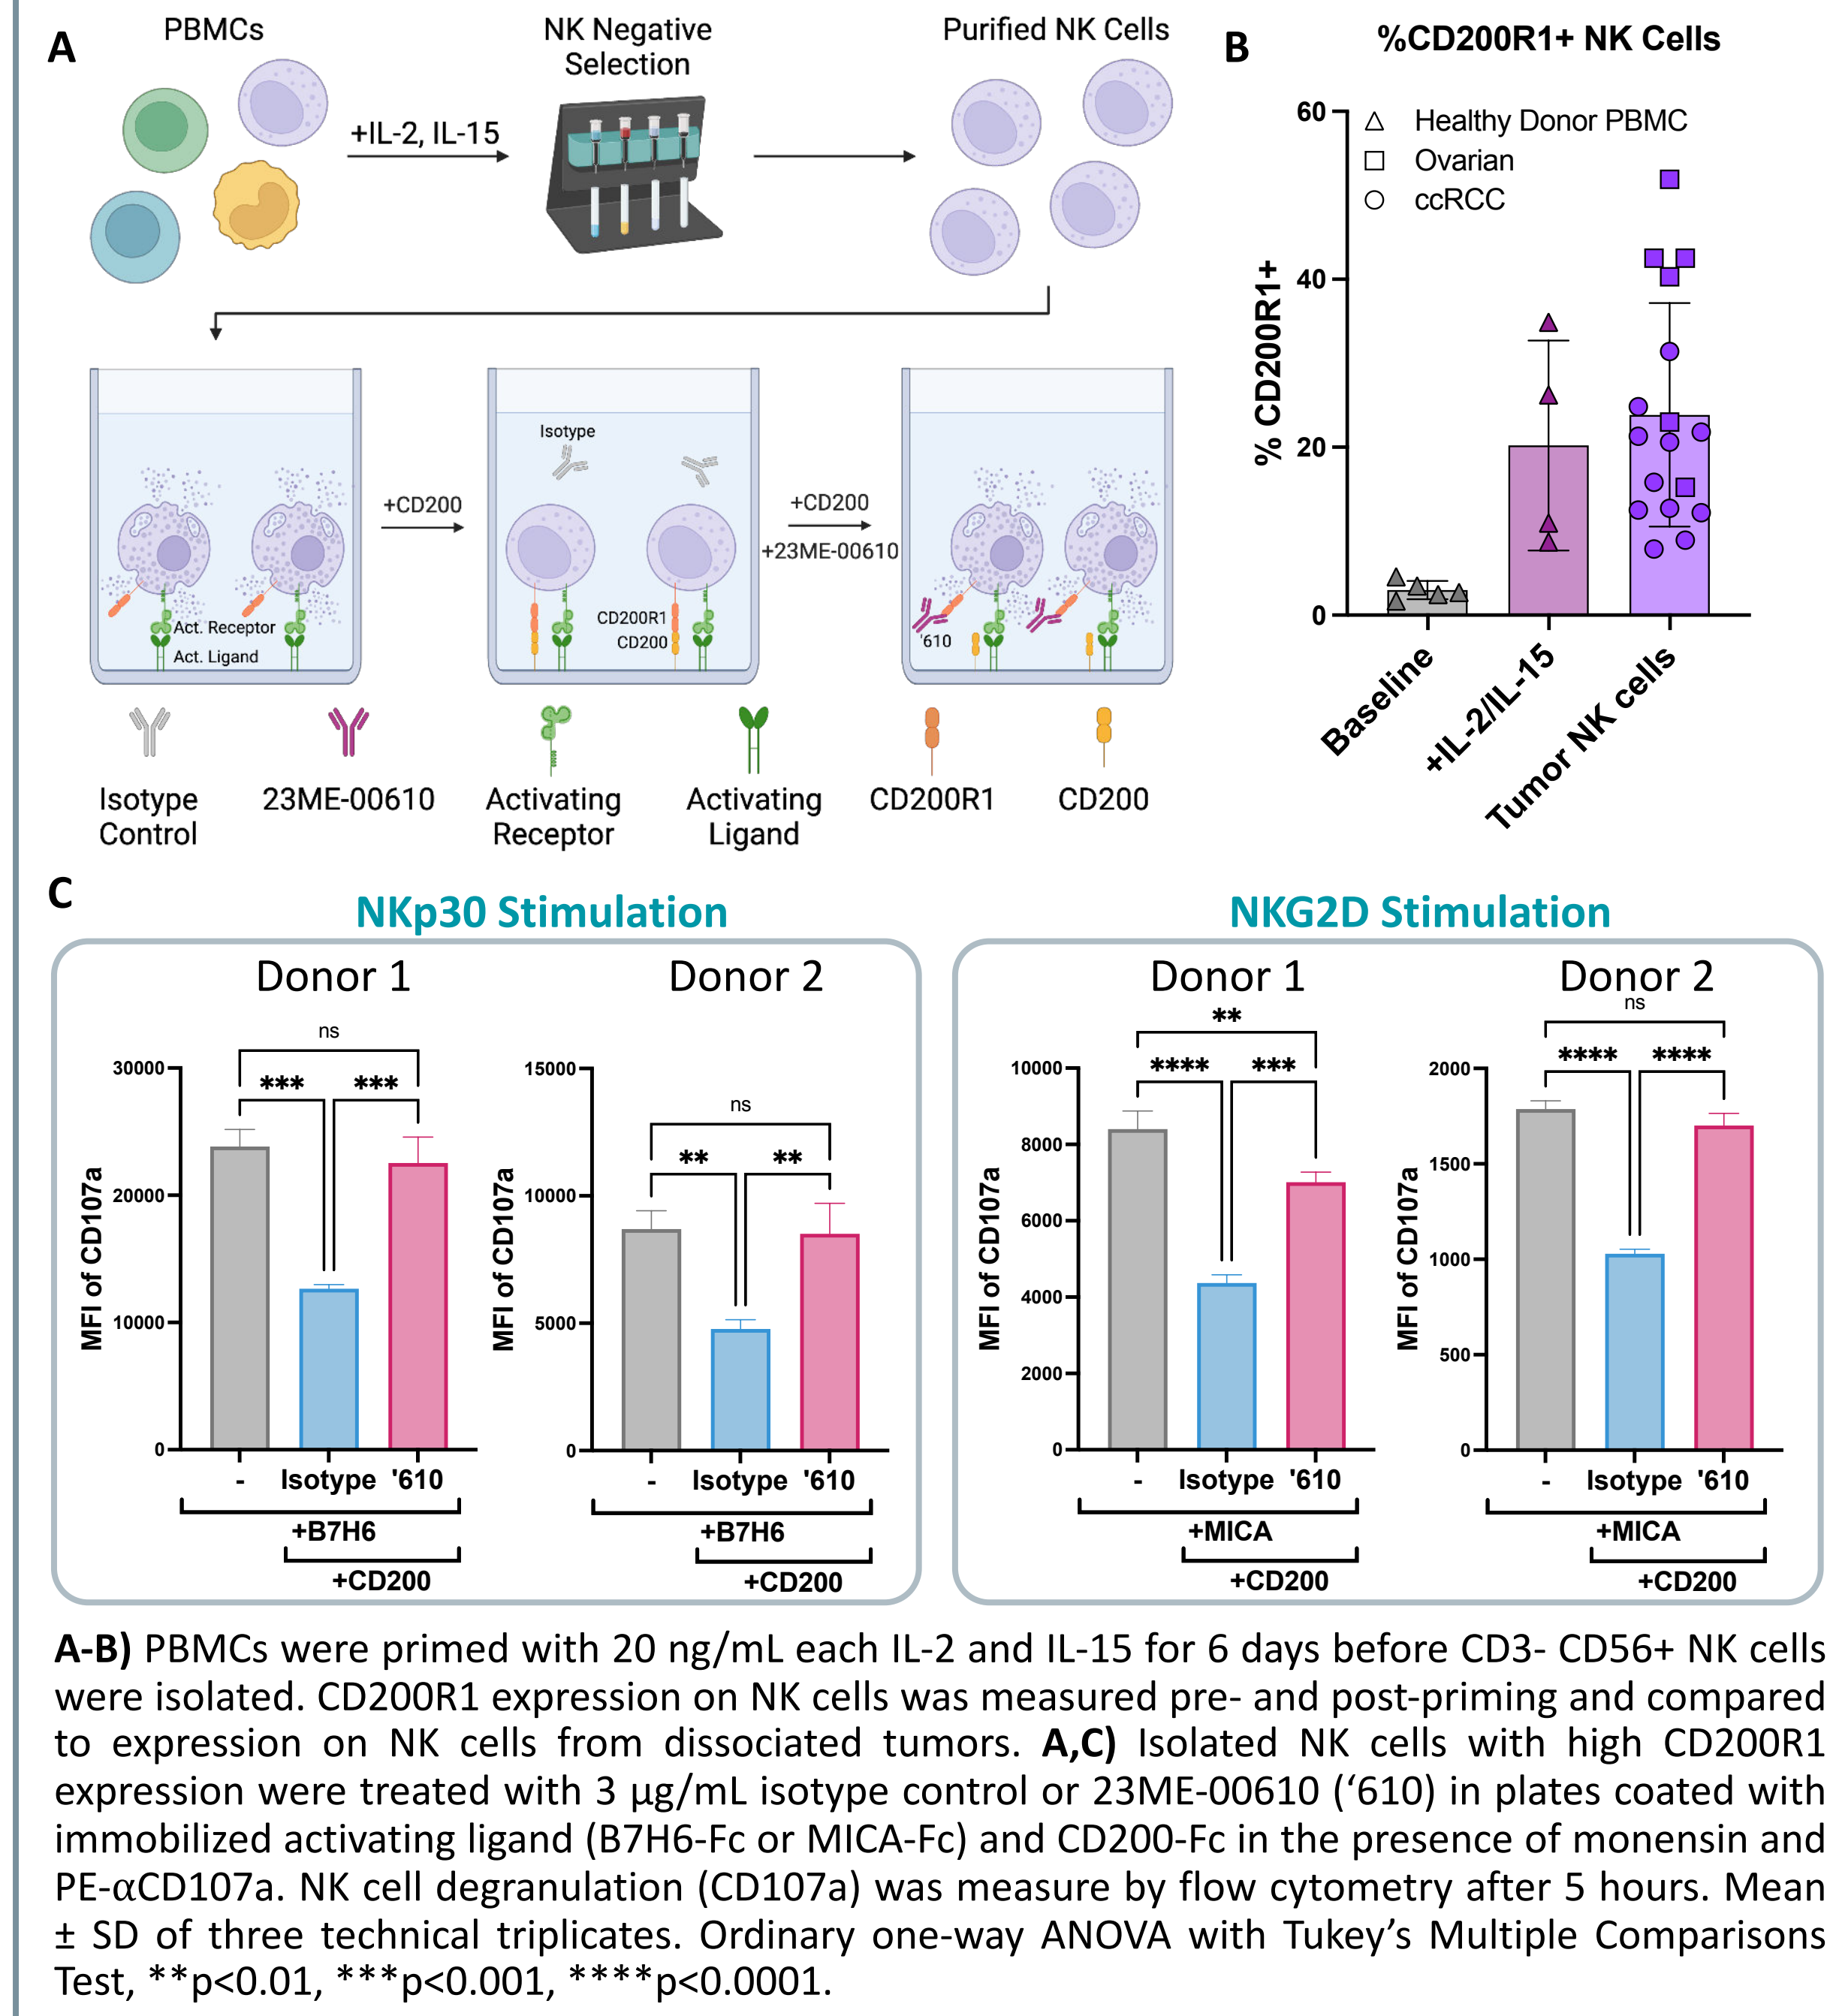 A
PBMCs
NK Negative
Selection
Purified NK Cells
+IL-2, IL-15
Isotype
+CD200
+CD200
+23ME-00610
CD200R1
CD200
Act. Receptor
Act. Ligand
'610
Isotype
Control
23ME-00610
Activating
Receptor
Activating
Ligand
CD200R1
CD200
B
%CD200R1+ NK Cells
Healthy Donor PBMC
Ovarian
ccRCC
% CD200R1+
60
40
20
0
Baseline
+IL-2/IL-15
Tumor NK cells
C
NKp30 Stimulation
Donor 1
ns
*** ***
MFI of CD107a
30000
20000
10000
0
- Isotype '610
+B7H6
+CD200
Donor 2
ns
** **
MFI of CD107a
15000
10000
5000
0
- Isotype '610
+B7H6
+CD200
NKG2D Stimulation
Donor 1
**
**** ***
MFI of CD107a
10000
8000
6000
4000
2000
0
- Isotype '610
+MICA
+CD200
Donor 2
ns
**** ****
MFI of CD107a
2000
1500
1000
500
0
- Isotype '610
+MICA
+CD200
A-B) PBMCs were primed with 20 ng/mL each IL-2 and IL-15 for 6 days before CD3- CD56+ NK cells
were isolated. CD200R1 expression on NK cells was measured pre- and post-priming and compared
to expression on NK cells from dissociated tumors. A,C) Isolated NK cells with high CD200R1
expression were treated with 3 µg/mL isotype control or 23ME-00610 (‘610) in plates coated with
immobilized activating ligand (B7H6-Fc or MICA-Fc) and CD200-Fc in the presence of monensin and
PE-αCD107a. NK cell degranulation (CD107a) was measure by flow cytometry after 5 hours. Mean
± SD of three technical triplicates. Ordinary one-way ANOVA with Tukey’s Multiple Comparisons
Test, **p<0.01, ***p<0.001, ****p<0.0001.